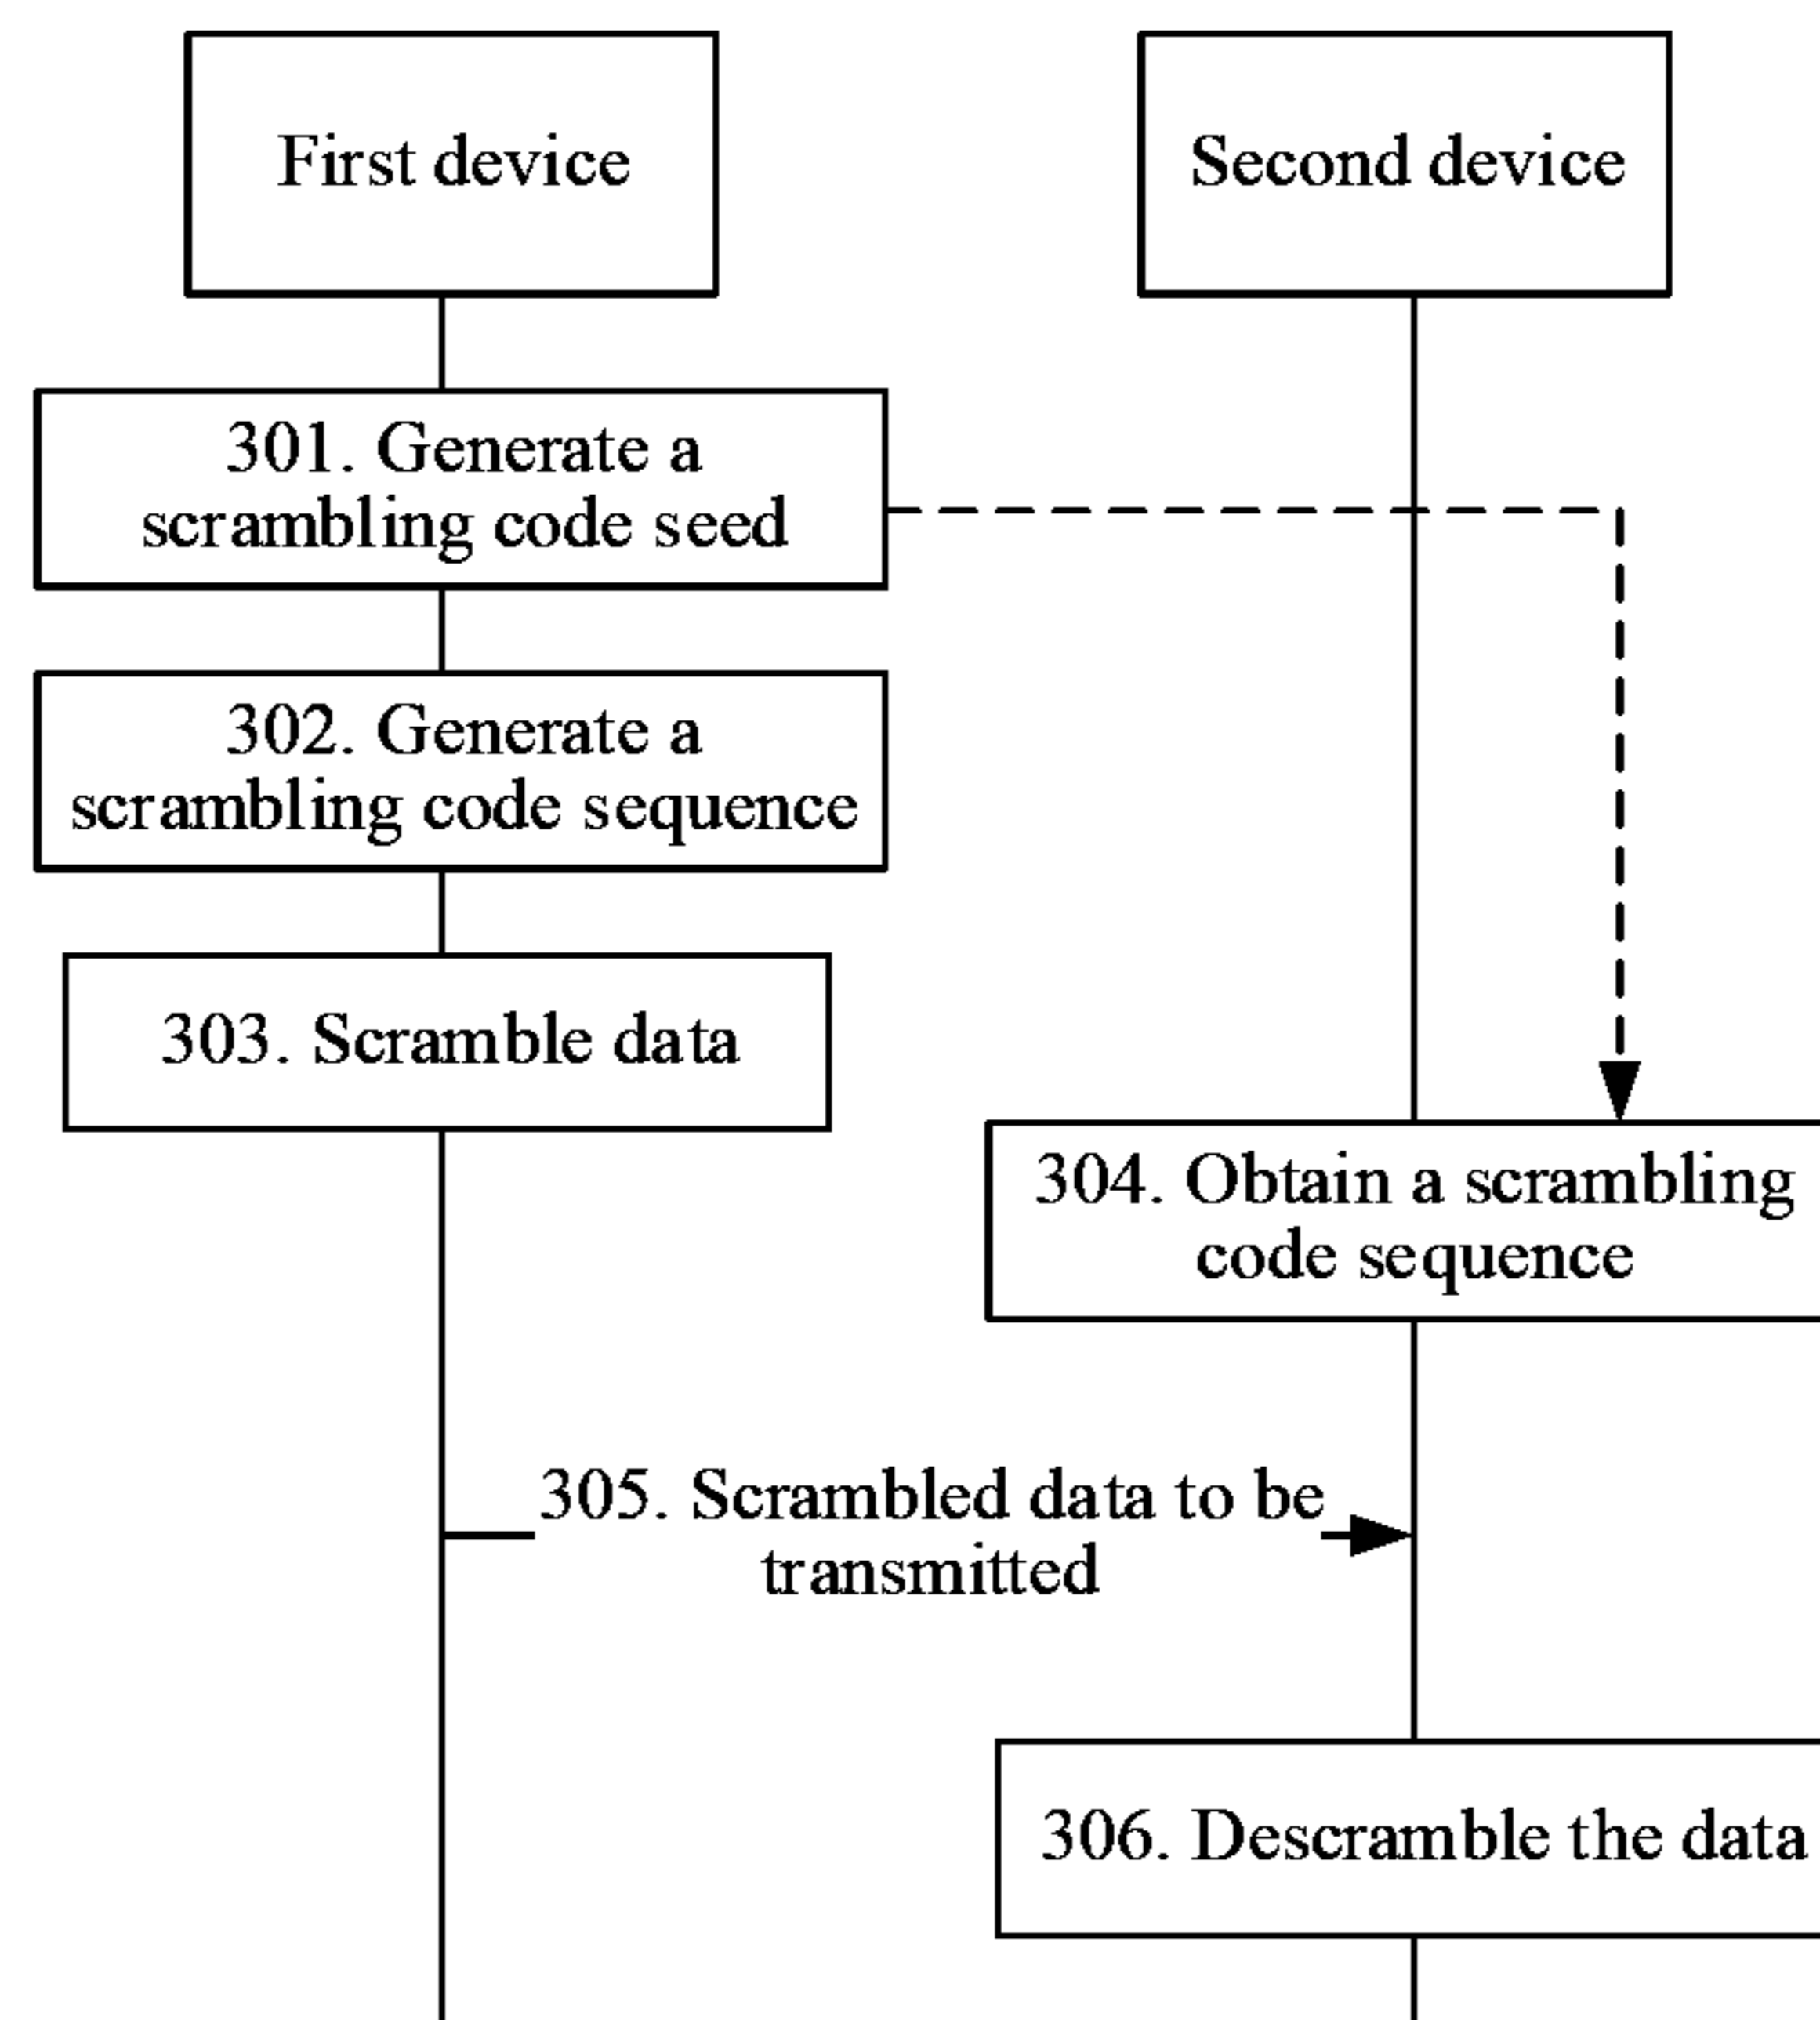 First device
Second device
301. Generate a
scrambling code seed
302. Generate a
scrambling code sequence
303. Scramble data
304. Obtain a scrambling
code sequence
305. Scrambled data to be
transmitted
306. Descramble the data